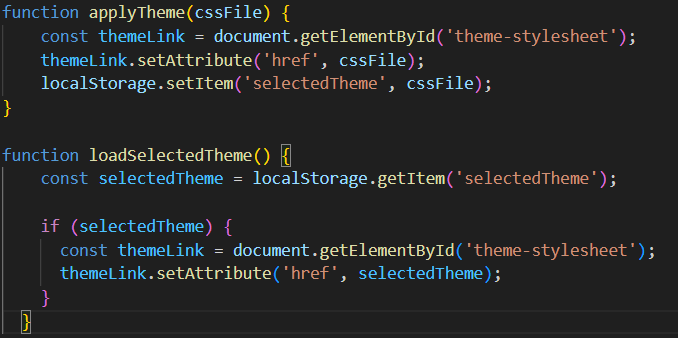 function applyTheme(cssFile) {
    const themeLink = document.getElementById('theme-stylesheet');
    themeLink.setAttribute('href', cssFile);
    localStorage.setItem('selectedTheme', cssFile);
}

function loadSelectedTheme() {
    const selectedTheme = localStorage.getItem('selectedTheme');

    if (selectedTheme) {
      const themeLink = document.getElementById('theme-stylesheet');
      themeLink.setAttribute('href', selectedTheme);
    }
  }